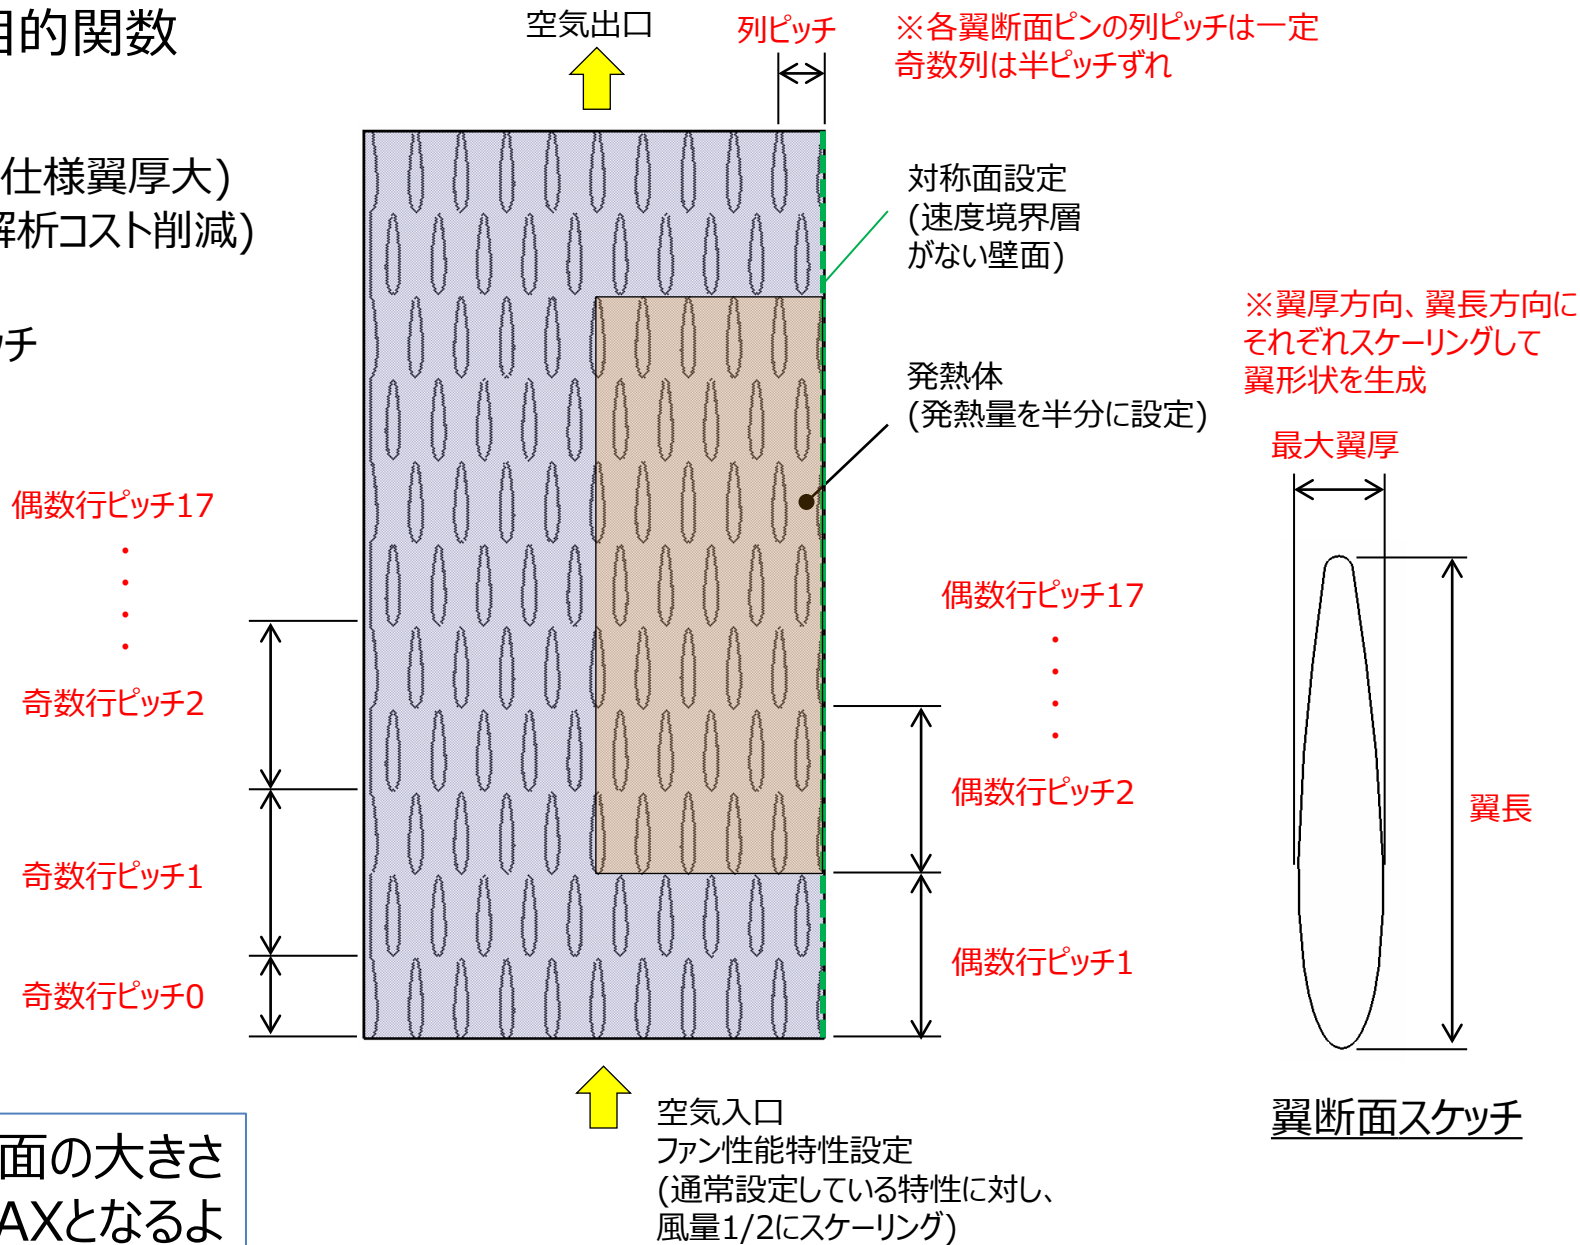 目的関数
仕様翼厚大)
解析コスト削減)
ッチ
空気出口
列ピッチ
※各翼断面ピンの列ピッチは一定
奇数列は半ピッチずれ
対称面設定
(速度境界層
がない壁面)
発熱体
(発熱量を半分に設定)
※翼厚方向、翼長方向に
それぞれスケーリングして
翼形状を生成
最大翼厚
翼長
翼断面スケッチ
偶数行ピッチ17
奇数行ピッチ2
奇数行ピッチ1
奇数行ピッチ0
偶数行ピッチ17
偶数行ピッチ2
偶数行ピッチ1
空気入口
ファン性能特性設定
(通常設定している特性に対し、
風量1/2にスケーリング)
面の大きさ
AXとなるよ